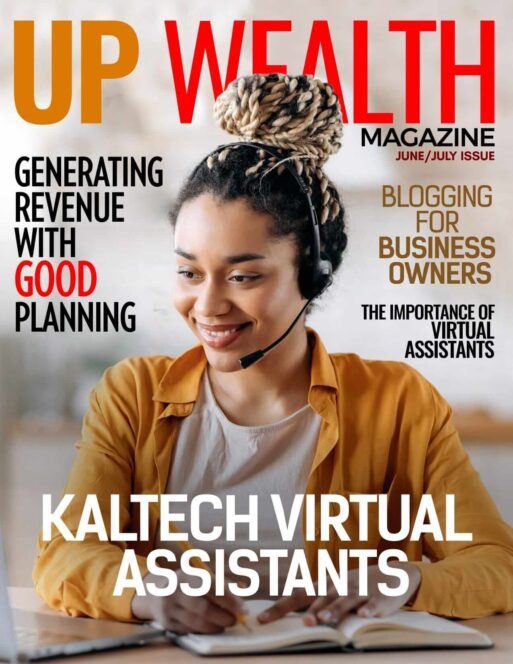 UP WEALTH
MAGAZINE
JUNE/JULY ISSUE
GENERATING
REVENUE
WITH
GOOD
PLANNING
BLOGGING
FOR
BUSINESS
OWNERS
THE IMPORTANCE OF
VIRTUAL
ASSISTANTS
KALTECH VIRTUAL
ASSISTANTS